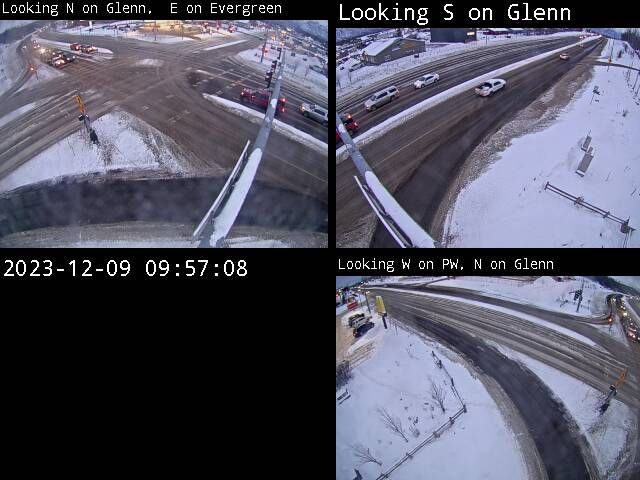 Looking N on Glenn,  E on Evergreen
Looking S on Glenn
2023-12-09 09:57:08
Looking W on PW, N on Glenn